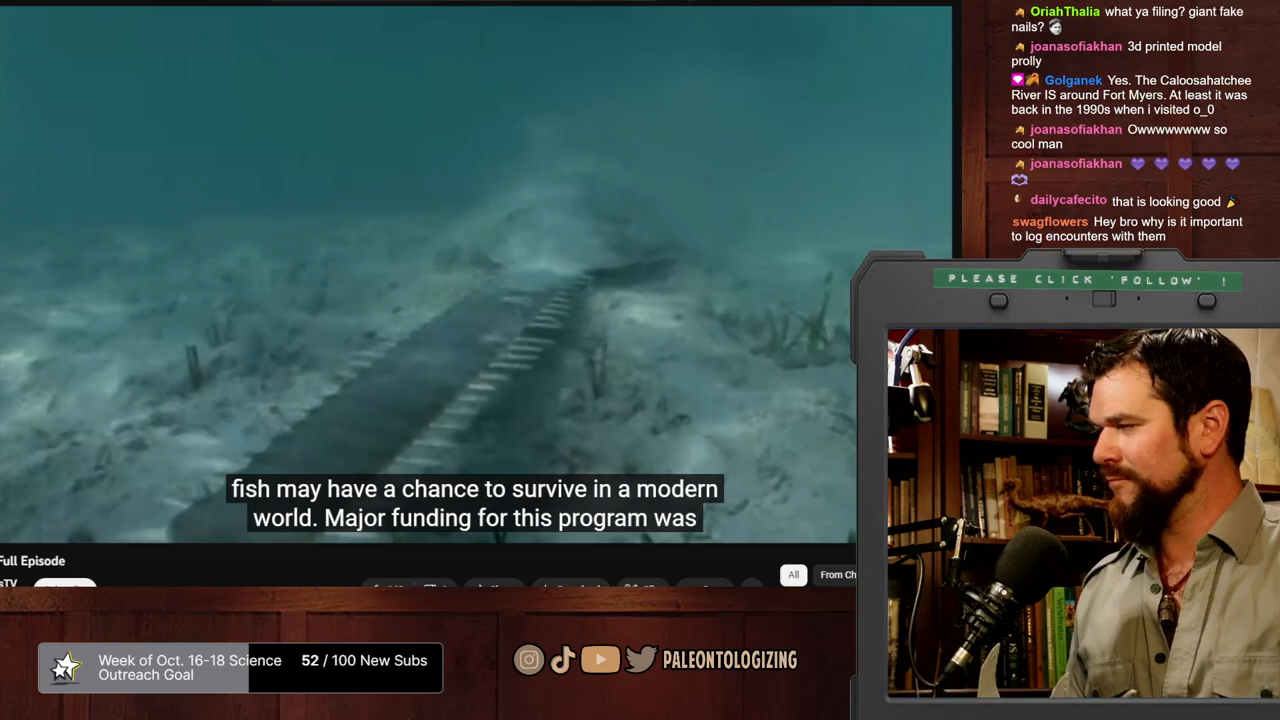 OriahThalia what ya filing? giant fake
nails?
joanasofiakhan 3d printed model
prolly
Golganek Yes. The Caloosahatchee
River IS around Fort Myers. At least it was
back in the 1990s when i visited o_0
joanasofiakhan Owwwwwwww so
cool man
joanasofiakhan
dailycafecito that is looking good
swagflowers Hey bro why is it important
to log encounters with them
PLEASE CLICK 'FOLLOW' !
fish may have a chance to survive in a modern
world. Major funding for this program was
Full Episode
All
From Ch
Week of Oct. 16-18 Science
Outreach Goal
52 / 100 New Subs
PALEONTOLOGIZING